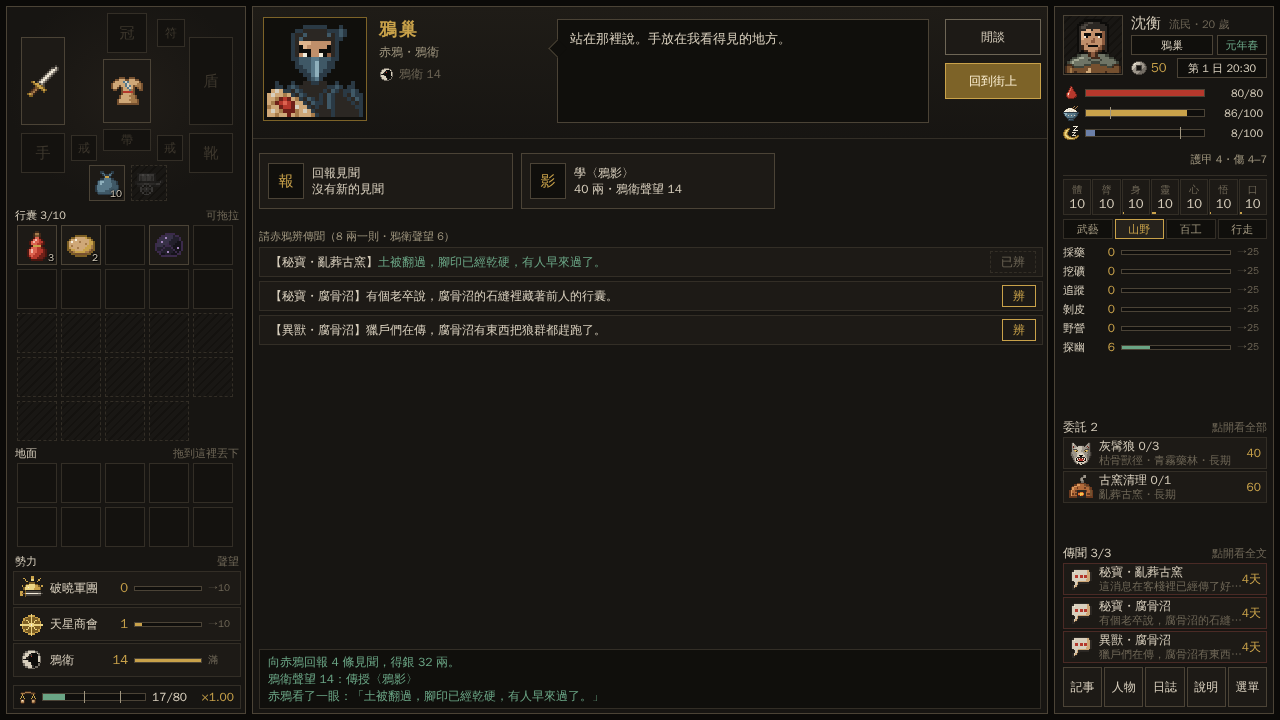 冠
符
盾
手
戒
帶
戒
靴
10
行囊 3/10
可拖拉
3
2
地面
拖到這裡丟下
勢力
聲望
破曉軍團 0 →10
天星商會 1 →10
鴉衛 14 滿
17/80 ×1.00
鴉巢
赤鴉・鴉衛
鴉衛 14
站在那裡說。手放在我看得見的地方。
閒談
回到街上
報
回報見聞
沒有新的見聞
影
學〈鴉影〉
40 兩・鴉衛聲望 14
請赤鴉辨傳聞（8 兩一則・鴉衛聲望 6）
【秘寶・亂葬古窯】土被翻過，腳印已經乾硬，有人早來過了。
已辨
【秘寶・腐骨沼】有個老卒說，腐骨沼的石縫裡藏著前人的行囊。
辨
【異獸・腐骨沼】獵戶們在傳，腐骨沼有東西把狼群都趕跑了。
辨
向赤鴉回報 4 條見聞，得銀 32 兩。
鴉衛聲望 14：傳授〈鴉影〉
赤鴉看了一眼：「土被翻過，腳印已經乾硬，有人早來過了。」
沈衡 流民・20 歲
鴉巢
元年春
50
第 1 日 20:30
80/80
86/100
8/100
護甲 4・傷 4–7
體 臂 身 靈 心 悟 口
10 10 10 10 10 10 10
武藝 山野 百工 行走
採藥 0 →25
挖礦 0 →25
追蹤 0 →25
剝皮 0 →25
野營 0 →25
探幽 6 →25
委託 2
點開看全部
灰髯狼 0/3
枯骨獸徑・青霧藥林・長期
40
古窯清理 0/1
亂葬古窯・長期
60
傳聞 3/3
點開看全文
秘寶・亂葬古窯
這消息在客棧裡已經傳了好…
4天
秘寶・腐骨沼
有個老卒說，腐骨沼的石縫…
4天
異獸・腐骨沼
獵戶們在傳，腐骨沼有東西…
4天
記事 人物 日誌 說明 選單